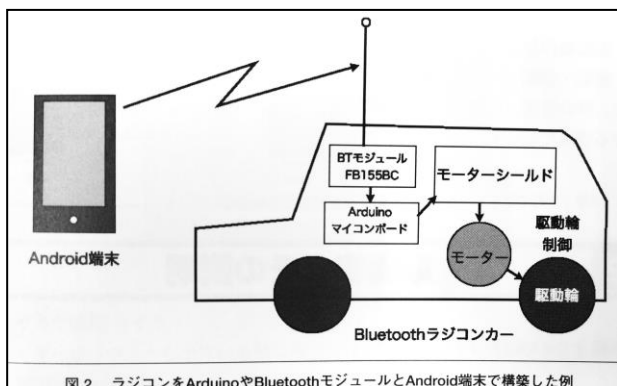 BTモジュール
FB155BC
モーターシールド
Arduino
マイコンボード
駆動輪
制御
Android端末
モーター
駆動輪
Bluetoothラジコンカー
図2 ラジコンをArduinoやBluetoothモジュールとAndroid端末で構築した例